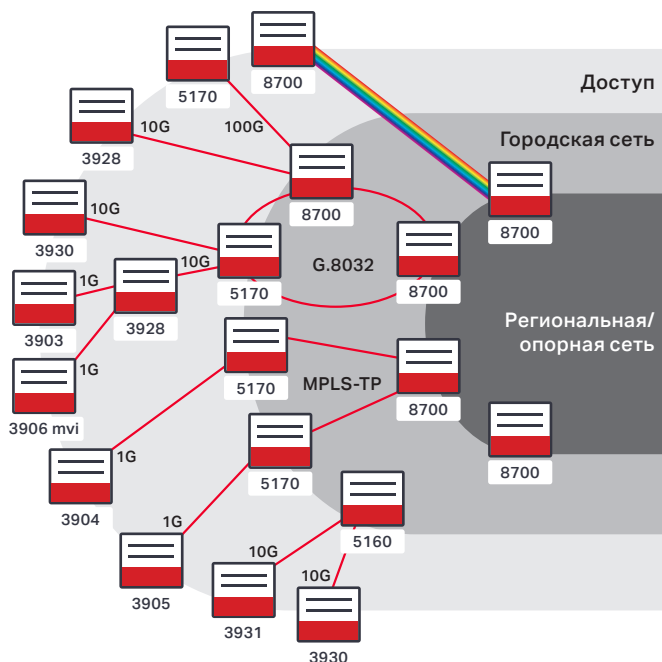 5170
8700
Доступ
3928
10G
100G
Городская сеть
8700
8700
3930
10G
5170
G.8032
8700
3903
1G
3928
10G
3906 mvi
1G
Региональная/
опорная сеть
5170
MPLS-TP
8700
8700
3904
1G
5170
3905
1G
5160
3931
10G
3930
10G